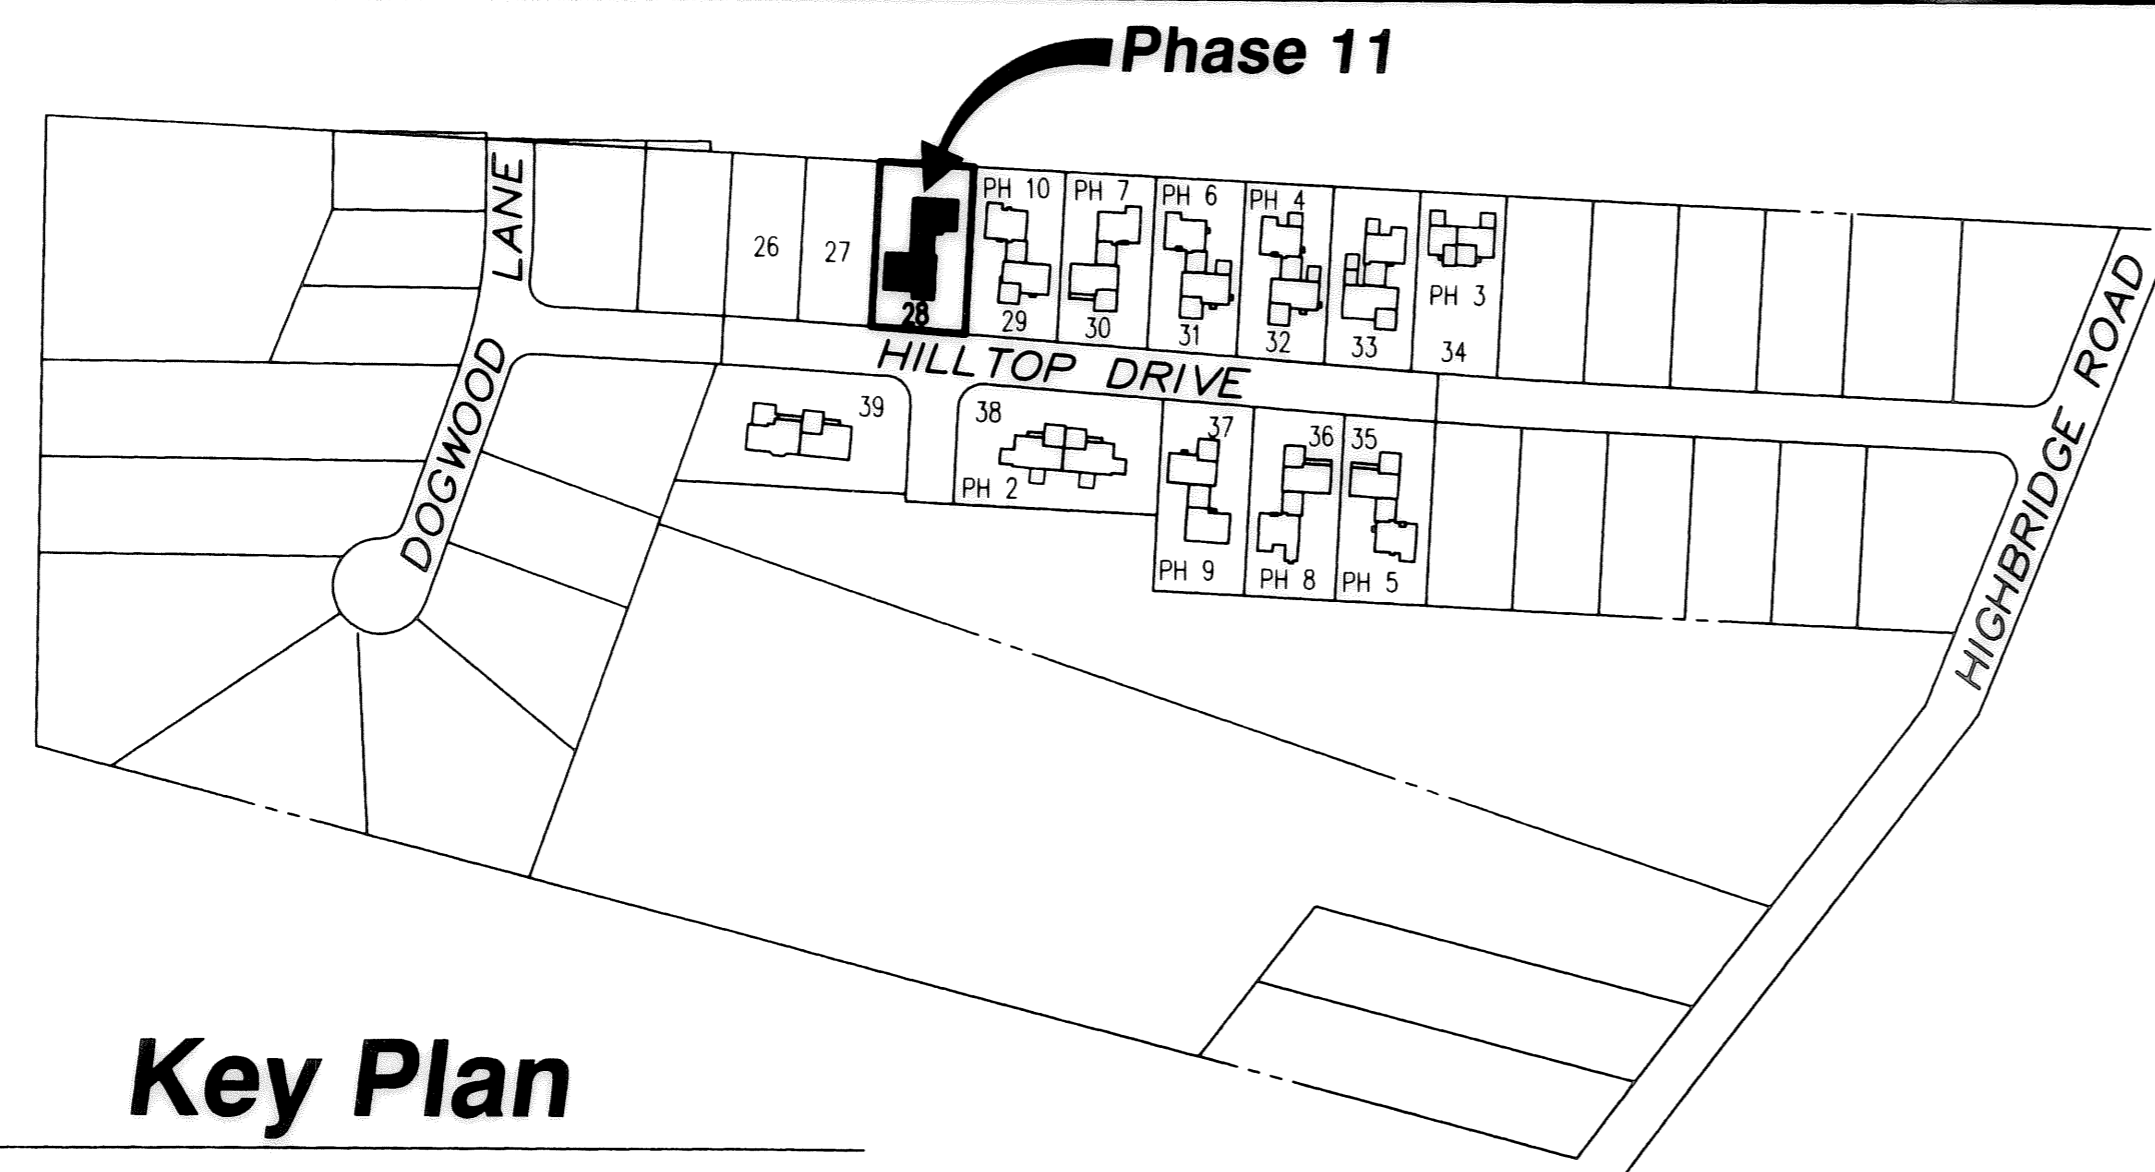 Phase 11
LANE
PH 10
PH 7
PH 6
PH 4
26
27
28
29
30
31
32
33
PH 3
34
HILLTOP DRIVE
HIGHBRIDGE ROAD
DOGWOOD
39
38
PH 2
37
36
35
PH 9
PH 8
PH 5
Key Plan